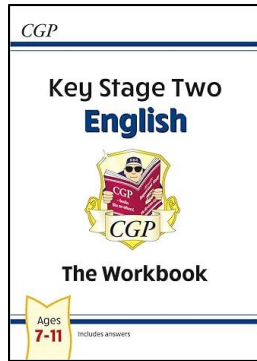 CGP
Key Stage Two
English
CGP
CGP
The Workbook
Ages
7-11
Includes answers